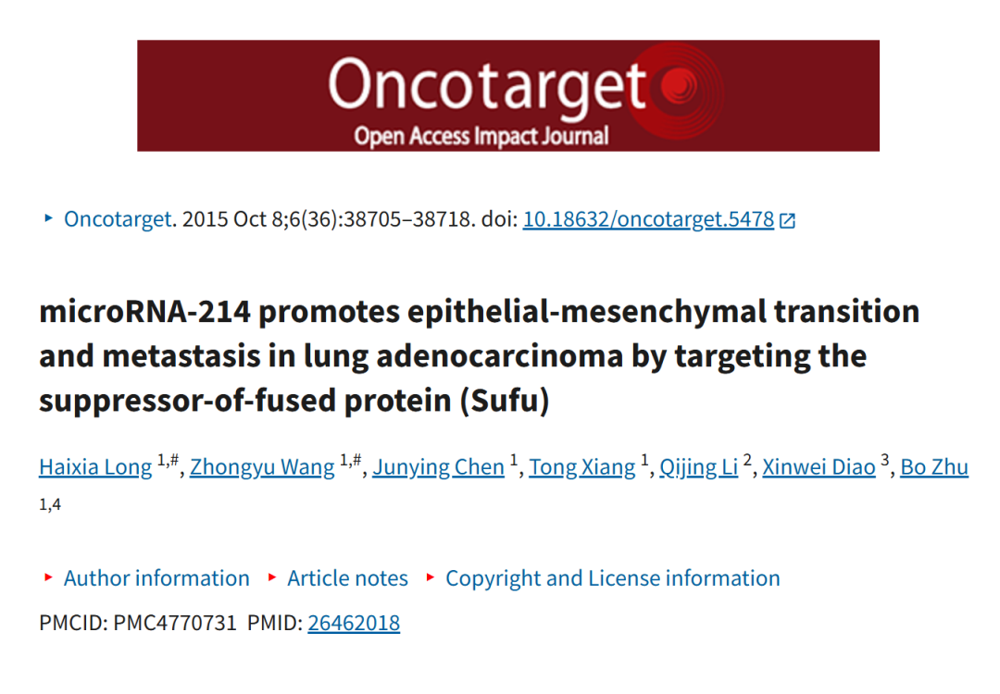 Oncotarget
Open Access Impact Journal
‣ Oncotarget. 2015 Oct 8;6(36):38705–38718. doi: 10.18632/oncotarget.5478
microRNA-214 promotes epithelial-mesenchymal transition
and metastasis in lung adenocarcinoma by targeting the
suppressor-of-fused protein (Sufu)
Haixia Long 1,#, Zhongyu Wang 1,#, Junying Chen 1, Tong Xiang 1, Qijing Li 2, Xinwei Diao 3, Bo Zhu
1,4
‣ Author information ‣ Article notes ‣ Copyright and License information
PMCID: PMC4770731 PMID: 26462018